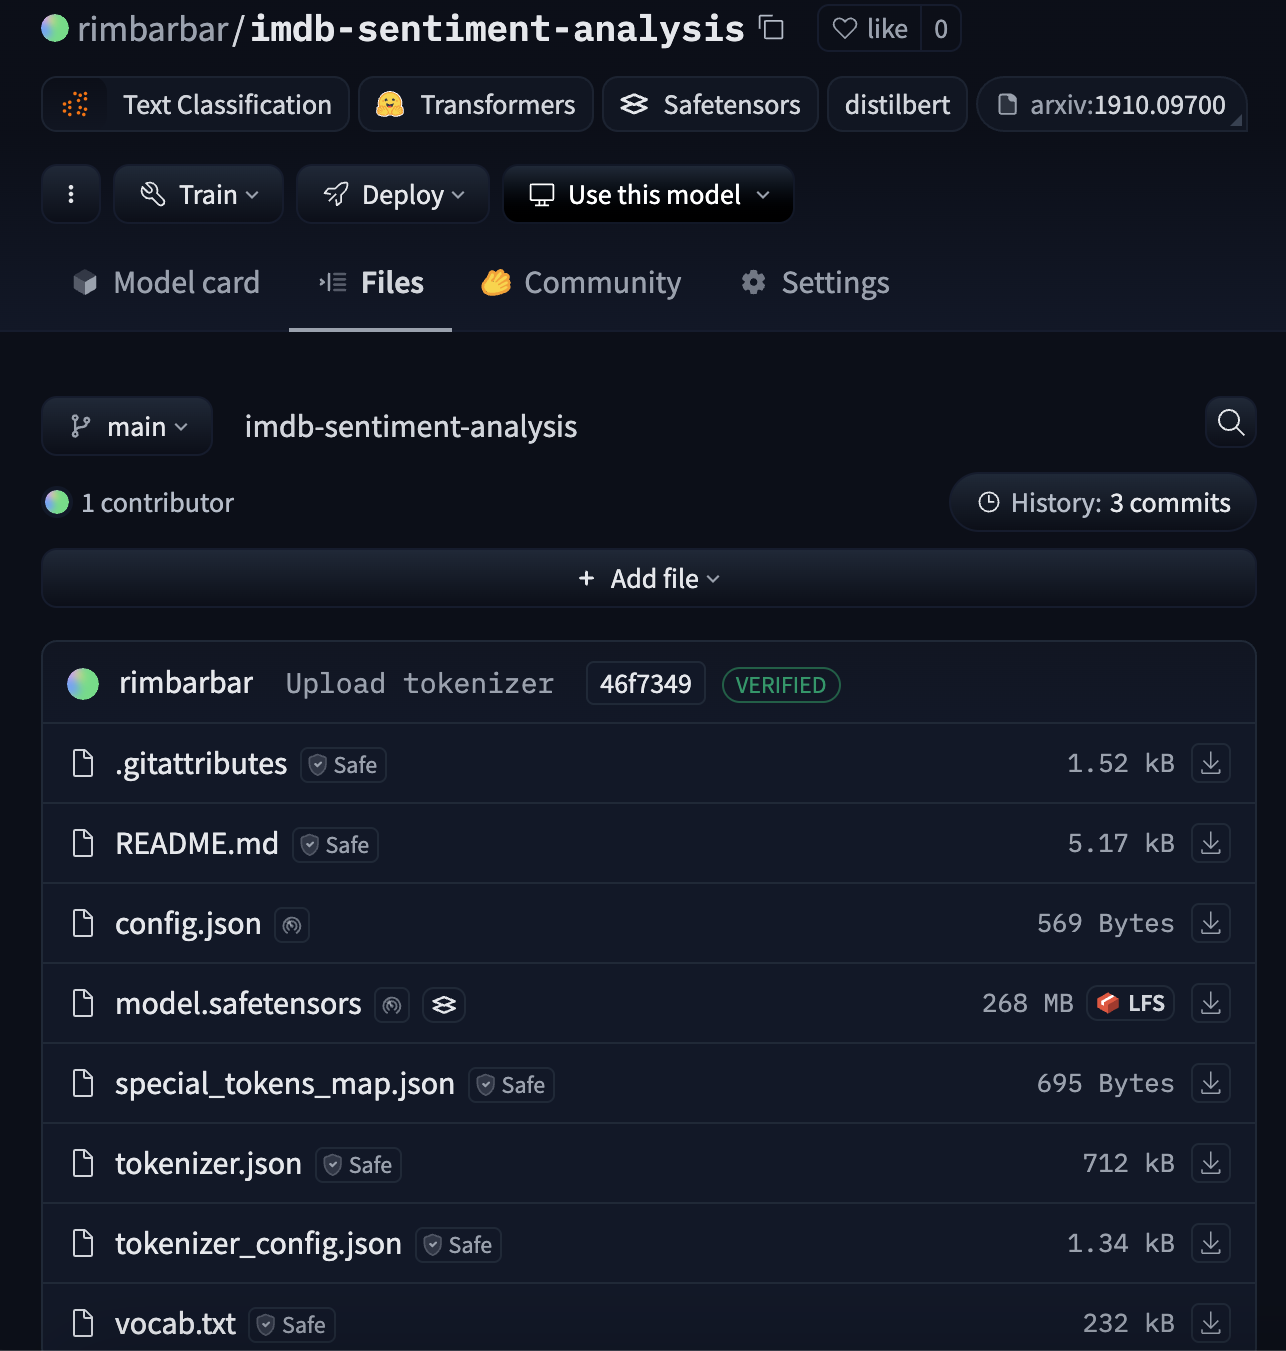 rimbarbar/imdb-sentiment-analysis like 0
Text Classification Transformers Safetensors distilbert arxiv:1910.09700
Train Deploy Use this model
Model card Files Community Settings
main imdb-sentiment-analysis
1 contributor History: 3 commits
+ Add file
rimbarbar Upload tokenizer 46f7349 VERIFIED
.gitattributes Safe 1.52 kB
README.md Safe 5.17 kB
config.json 569 Bytes
model.safetensors 268 MB LFS
special_tokens_map.json Safe 695 Bytes
tokenizer.json Safe 712 kB
tokenizer_config.json Safe 1.34 kB
vocab.txt Safe 232 kB